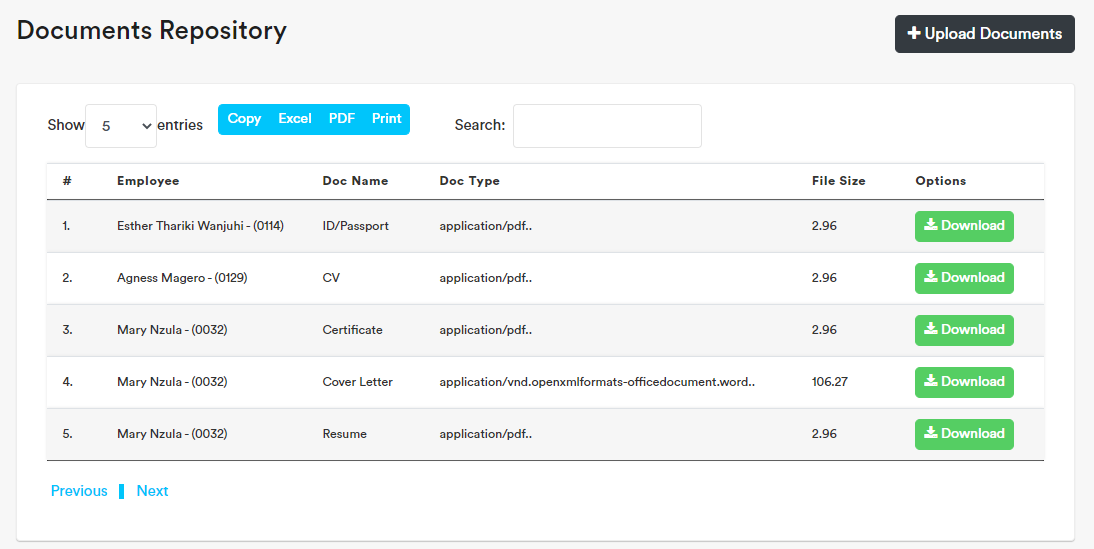 Documents Repository
Upload Documents
Show 5 entries Copy Excel PDF Print Search:
# Employee Doc Name Doc Type File Size Options
1. Esther Thariki Wanjuhi - (0114) ID/Passport application/pdf.. 2.96 Download
2. Agness Magero - (0129) CV application/pdf.. 2.96 Download
3. Mary Nzula - (0032) Certificate application/pdf.. 2.96 Download
4. Mary Nzula - (0032) Cover Letter application/vnd.openxmlformats-officedocument.word.. 106.27 Download
5. Mary Nzula - (0032) Resume application/pdf.. 2.96 Download
Previous Next